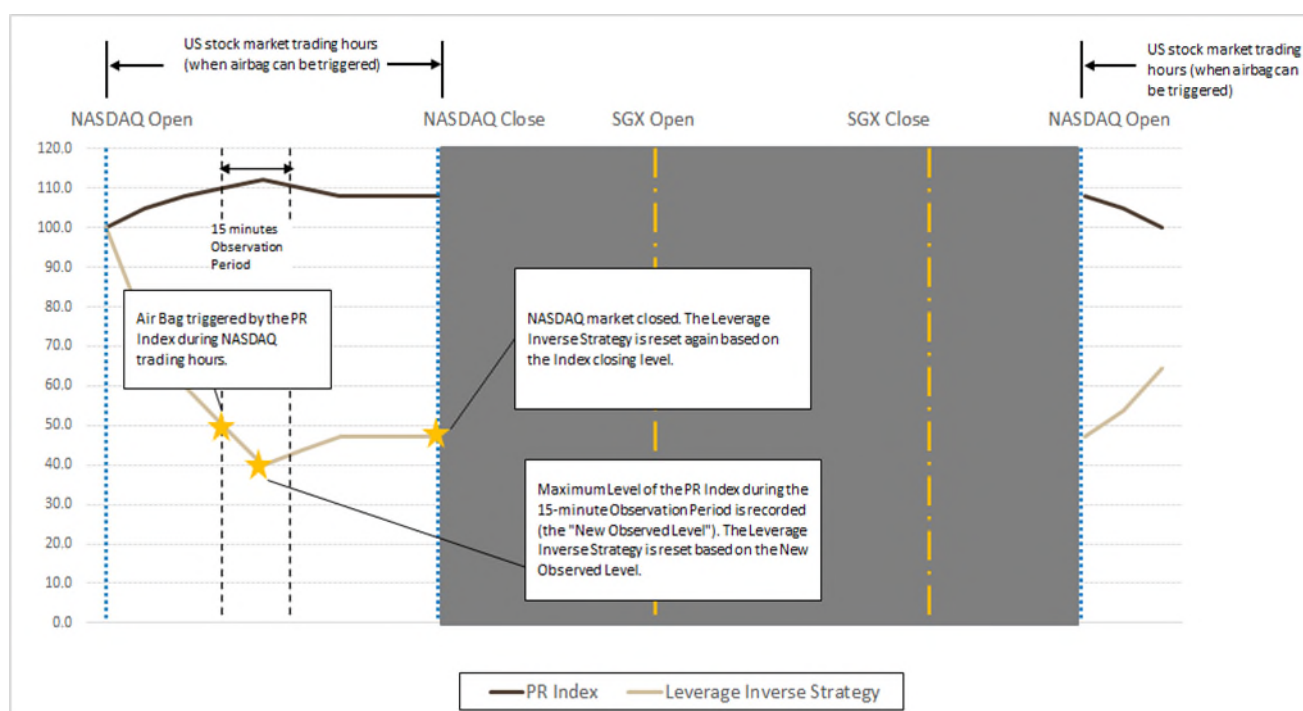 US stock market trading hours
(when airbag can be triggered)
US stock market trading
hours (when airbag can
be triggered)
NASDAQ Open
NASDAQ Close
SGX Open
SGX Close
NASDAQ Open
120.0
110.0
100.0
90.0
80.0
70.0
60.0
50.0
40.0
30.0
20.0
10.0
0.0
15 minutes
Observation
Period
Air Bag triggered by the PR
Index during NASDAQ
trading hours.
NASDAQ market closed. The Leverage
Inverse Strategy is reset again based on
the Index closing level.
Maximum Level of the PR Index during the
15-minute Observation Period is recorded
(the "New Observed Level"). The Leverage
Inverse Strategy is reset based on the New
Observed Level.
PR Index
Leverage Inverse Strategy